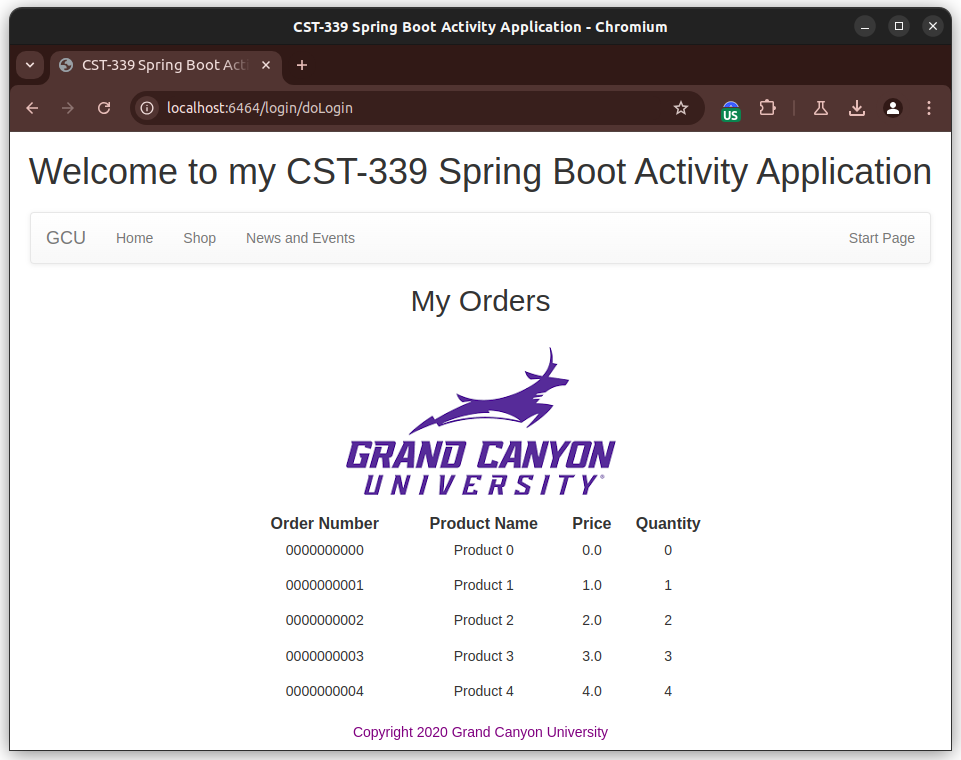 CST-339 Spring Boot Activity Application - Chromium
CST-339 Spring Boot Acti
localhost:6464/login/doLogin
US
Welcome to my CST-339 Spring Boot Activity Application
GCU Home Shop News and Events Start Page
My Orders
GRAND CANYON
UNIVERSITY®
Order Number Product Name Price Quantity
0000000000 Product 0 0.0 0
0000000001 Product 1 1.0 1
0000000002 Product 2 2.0 2
0000000003 Product 3 3.0 3
0000000004 Product 4 4.0 4
Copyright 2020 Grand Canyon University